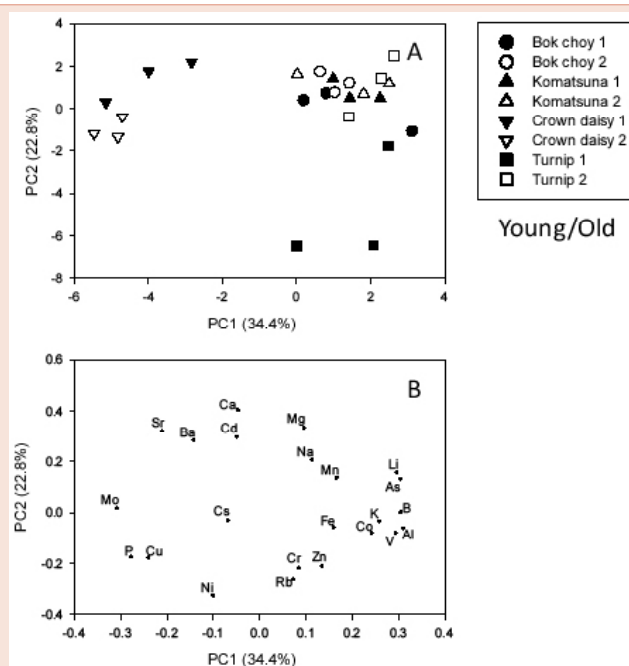 A
Bok choy 1
Bok choy 2
Komatsuna 1
Komatsuna 2
Crown daisy 1
Crown daisy 2
Turnip 1
Turnip 2
Young/Old
PC2 (22.8%)
4
2
0
-2
-4
-6
-8
-6
-4
-2
0
2
4
PC1 (34.4%)
B
PC2 (22.8%)
0.6
0.4
0.2
0.0
-0.2
-0.4
-0.6
Ca
Sr
Ba
Cd
Mg
Na
Mn
Li
As
Mo
Cs
Fe
K
Co
B
V
Al
P
Cu
Ni
Cr
Zn
Rb
-0.4
-0.3
-0.2
-0.1
0.0
0.1
0.2
0.3
0.4
PC1 (34.4%)